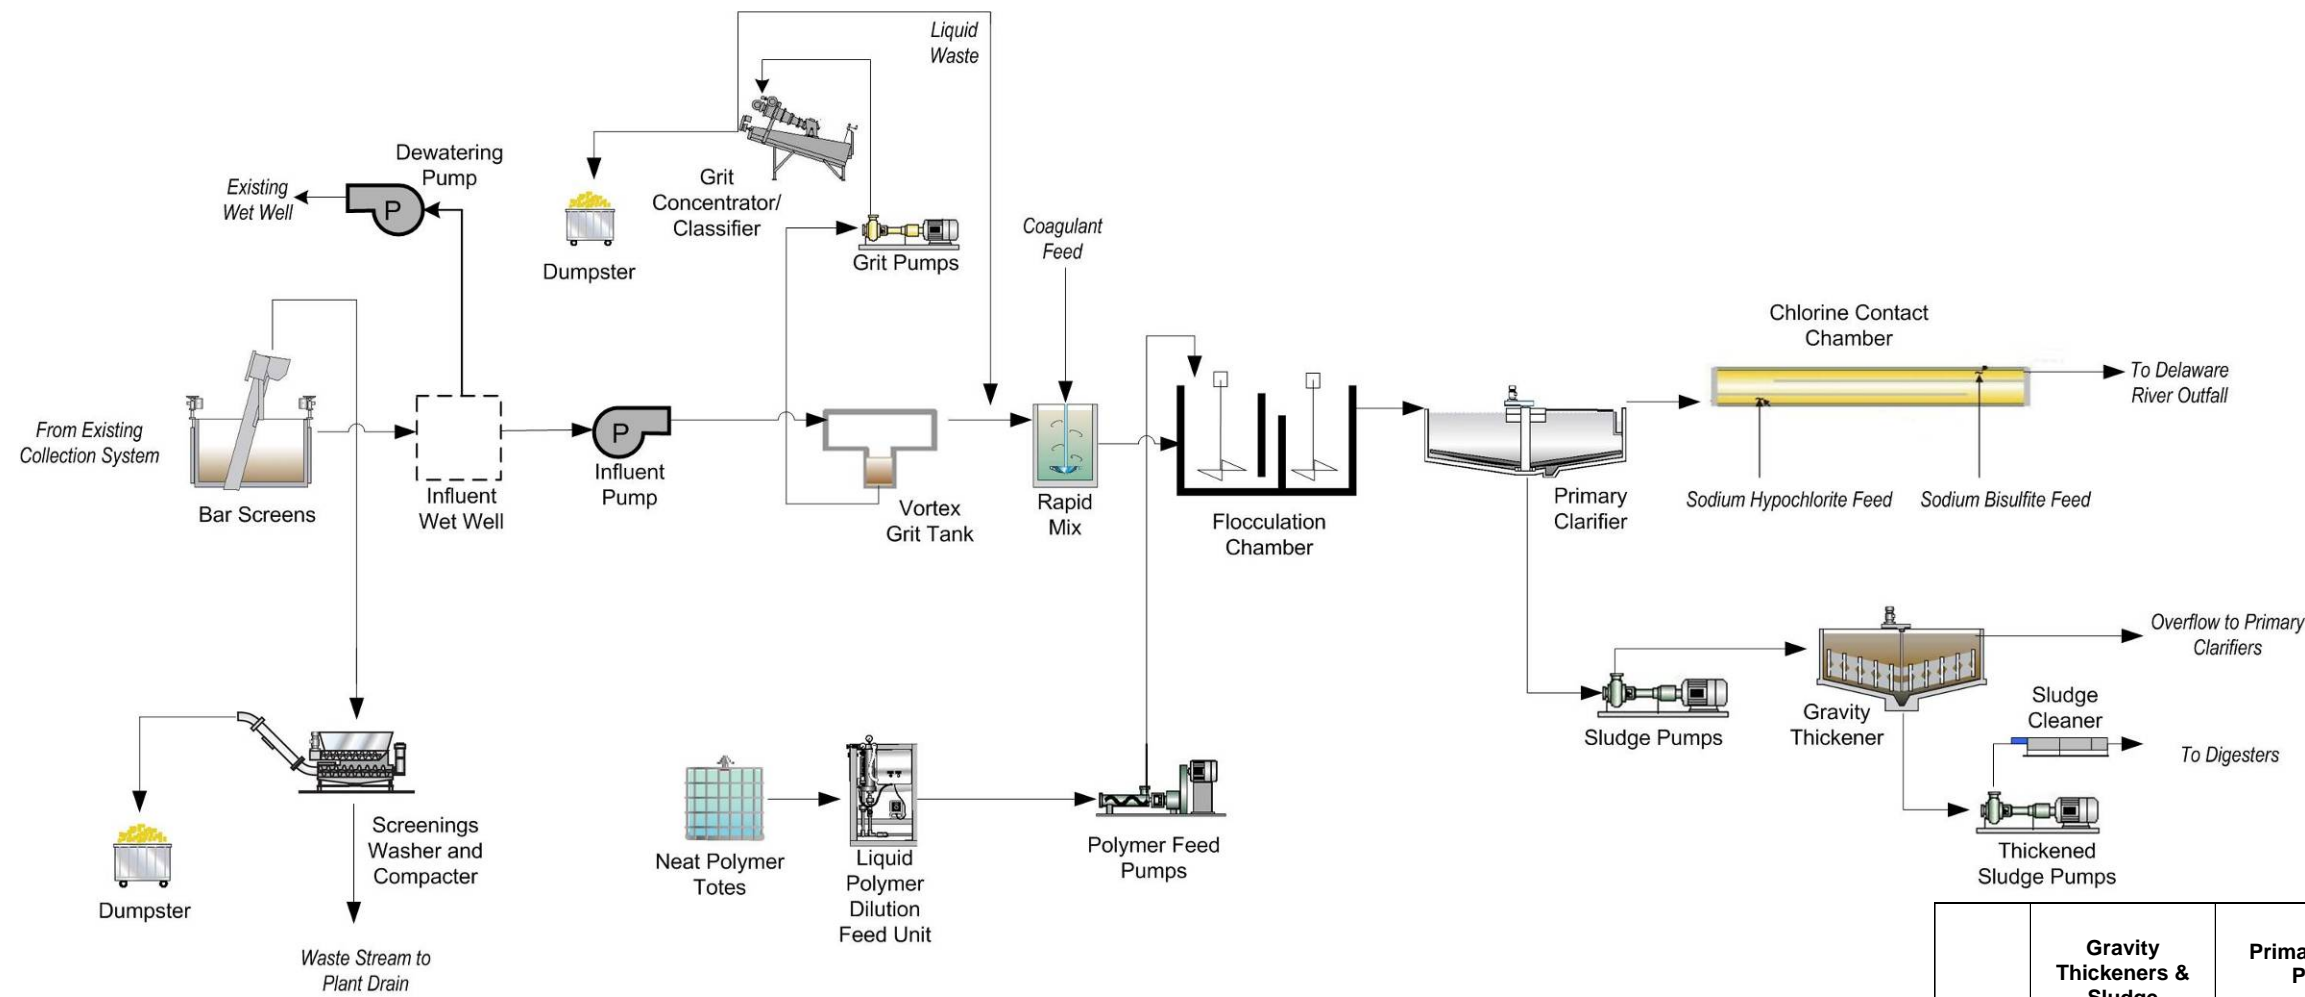 Liquid
Waste
Dewatering
Pump
Existing
Wet Well
P
Grit
Concentrator/
Classifier
Dumpster
Grit Pumps
Coagulant
Feed
Chlorine Contact
Chamber
To Delaware
River Outfall
From Existing
Collection System
Bar Screens
Influent
Wet Well
P
Influent
Pump
Vortex
Grit Tank
Rapid
Mix
Flocculation
Chamber
Primary
Clarifier
Sodium Hypochlorite Feed
Sodium Bisulfite Feed
Overflow to Primary
Clarifiers
Sludge Pumps
Gravity
Thickener
Sludge
Cleaner
To Digesters
Thickened
Sludge Pumps
Screenings
Washer and
Compacter
Dumpster
Waste Stream to
Plant Drain
Neat Polymer
Totes
Liquid
Polymer
Dilution
Feed Unit
Polymer Feed
Pumps
Gravity
Thickeners &
Sludge